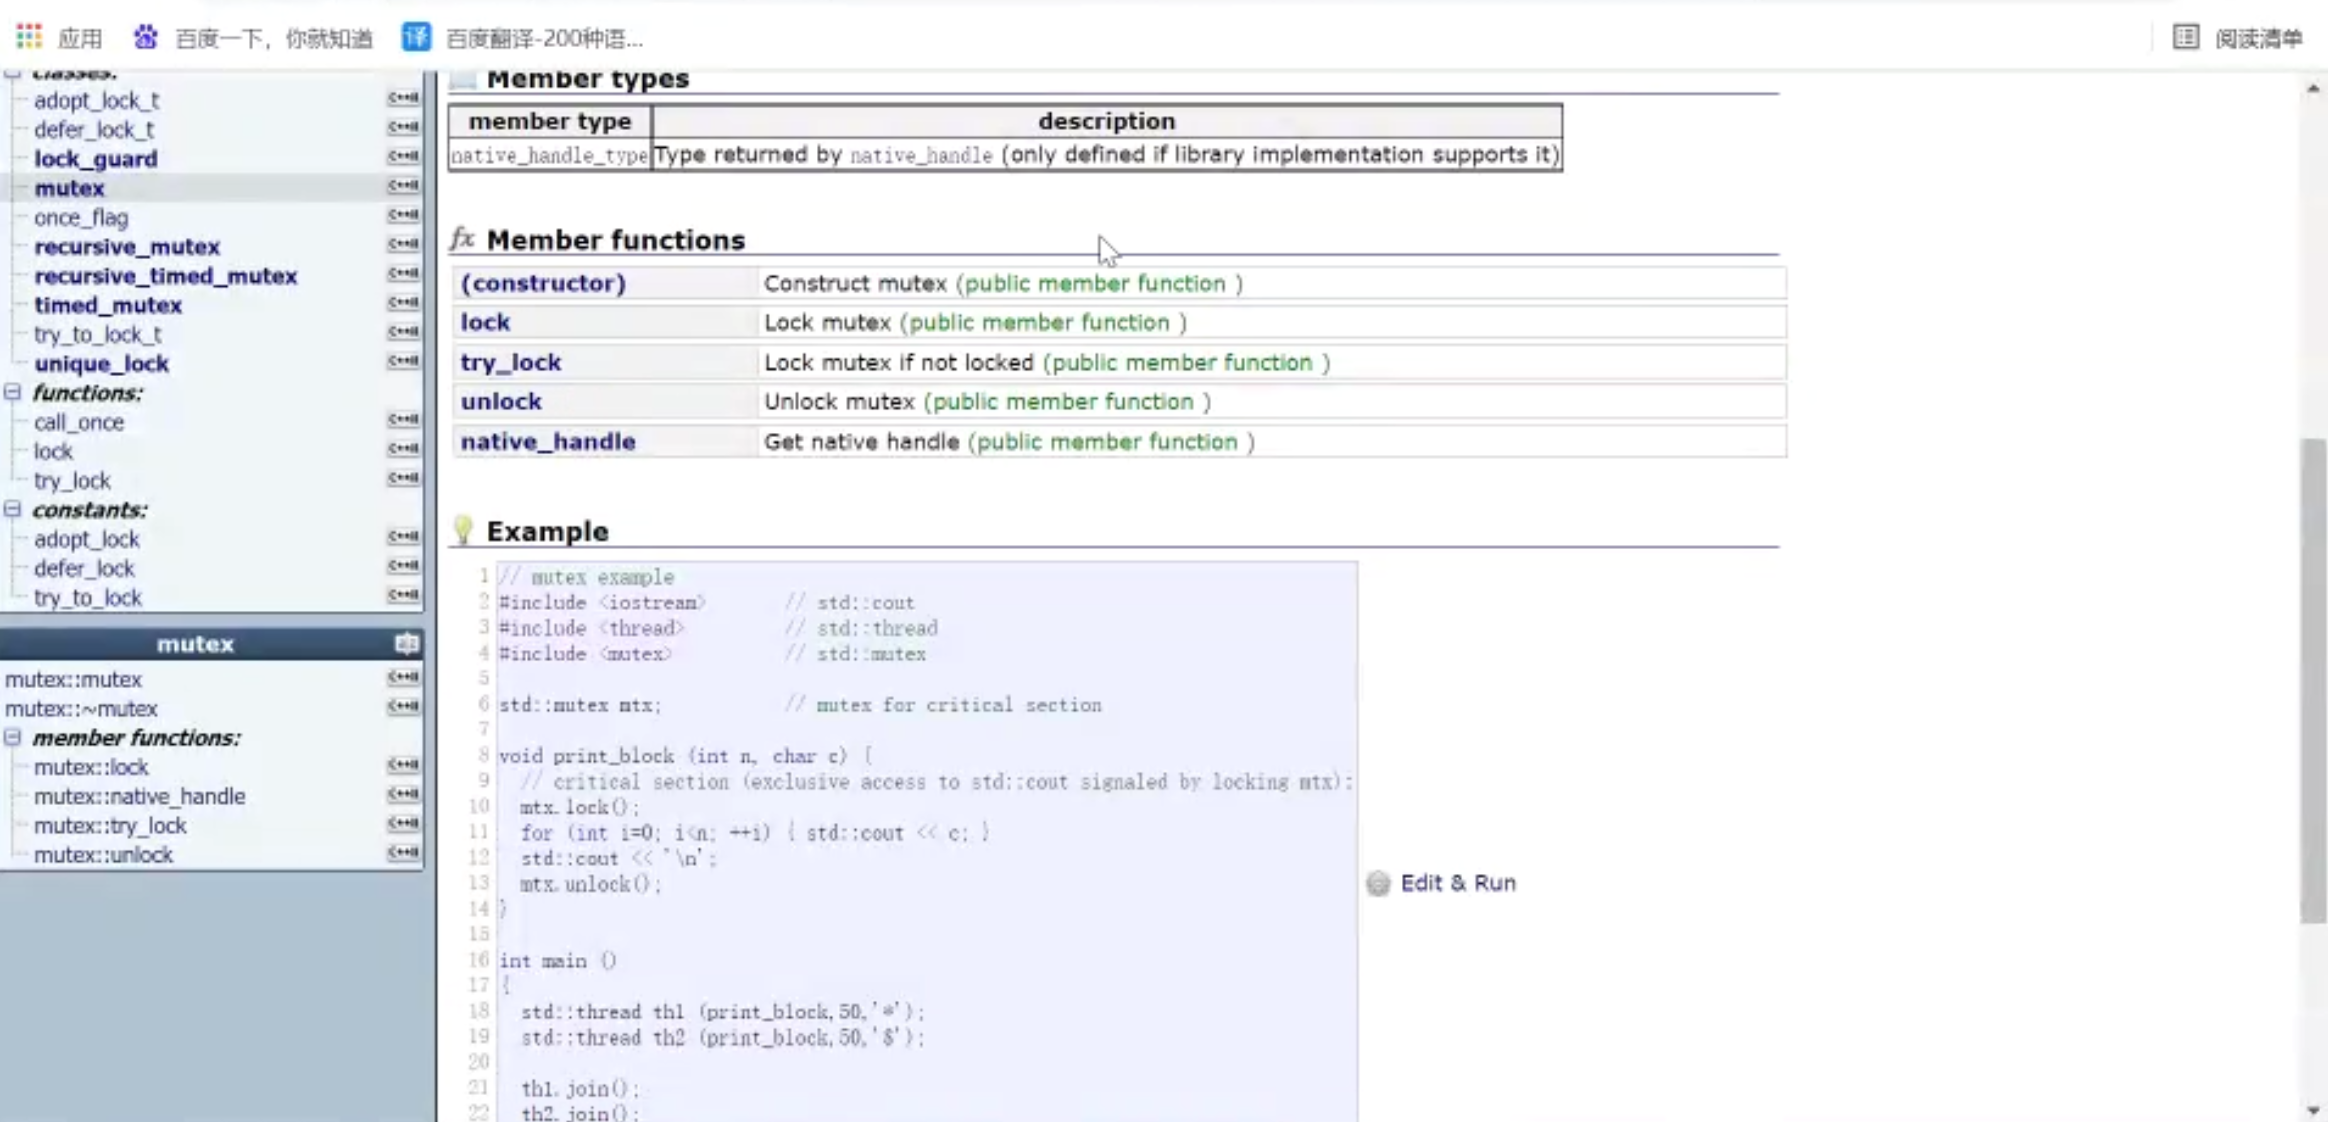 应用 百度一下，你就知道 百度翻译-200种语... 阅读清单
classes:
adopt_lock_t C++11
defer_lock_t C++11
lock_guard C++11
mutex C++11
once_flag C++11
recursive_mutex C++11
recursive_timed_mutex C++11
timed_mutex C++11
try_to_lock_t C++11
unique_lock C++11
functions:
call_once C++11
lock C++11
try_lock C++11
constants:
adopt_lock C++11
defer_lock C++11
try_to_lock C++11
mutex
mutex::mutex C++11
mutex::~mutex C++11
member functions:
mutex::lock C++11
mutex::native_handle C++11
mutex::try_lock C++11
mutex::unlock C++11
Member types
member type description
native_handle_type Type returned by native_handle (only defined if library implementation supports it)
fx Member functions
(constructor) Construct mutex (public member function )
lock Lock mutex (public member function )
try_lock Lock mutex if not locked (public member function )
unlock Unlock mutex (public member function )
native_handle Get native handle (public member function )
Example
1 // mutex example
2 #include <iostream> // std::cout
3 #include <thread> // std::thread
4 #include <mutex> // std::mutex
5
6 std::mutex mtx; // mutex for critical section
7
8 void print_block (int n, char c) {
9 // critical section (exclusive access to std::cout signaled by locking mtx):
10 mtx.lock();
11 for (int i=0; i<n; ++i) { std::cout << c; }
12 std::cout << '\n';
13 mtx.unlock();
14 }
15
16 int main ()
17 {
18 std::thread th1 (print_block,50,'*');
19 std::thread th2 (print_block,50,'$');
20
21 th1.join();
22 th2.join();
Edit & Run